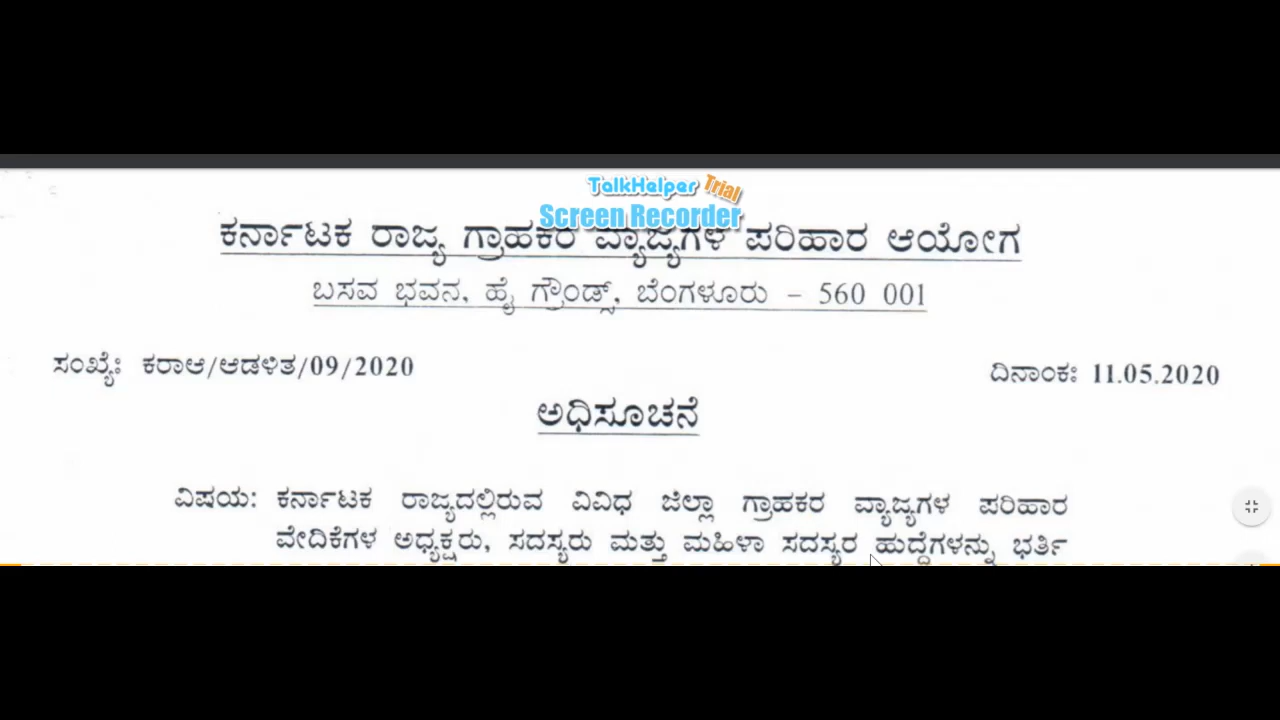 TalkHelper Trial
Screen Recorder
ಕರ್ನಾಟಕ ರಾಜ್ಯ ಗ್ರಾಹಕರ ವ್ಯಾಜ್ಯಗಳ ಪರಿಹಾರ ಆಯೋಗ
ಬಸವ ಭವನ, ಹೈ ಗ್ರೌಂಡ್ಸ್, ಬೆಂಗಳೂರು – 560 001
ಸಂಖ್ಯೆ: ಕರಾಆ/ಆಡಳಿತ/09/2020
ದಿನಾಂಕ: 11.05.2020
ಅಧಿಸೂಚನೆ
ವಿಷಯ: ಕರ್ನಾಟಕ ರಾಜ್ಯದಲ್ಲಿರುವ ವಿವಿಧ ಜಿಲ್ಲಾ ಗ್ರಾಹಕರ ವ್ಯಾಜ್ಯಗಳ ಪರಿಹಾರ
ವೇದಿಕೆಗಳ ಅಧ್ಯಕ್ಷರು, ಸದಸ್ಯರು ಮತ್ತು ಮಹಿಳಾ ಸದಸ್ಯರ ಹುದ್ದೆಗಳನ್ನು ಭರ್ತಿ